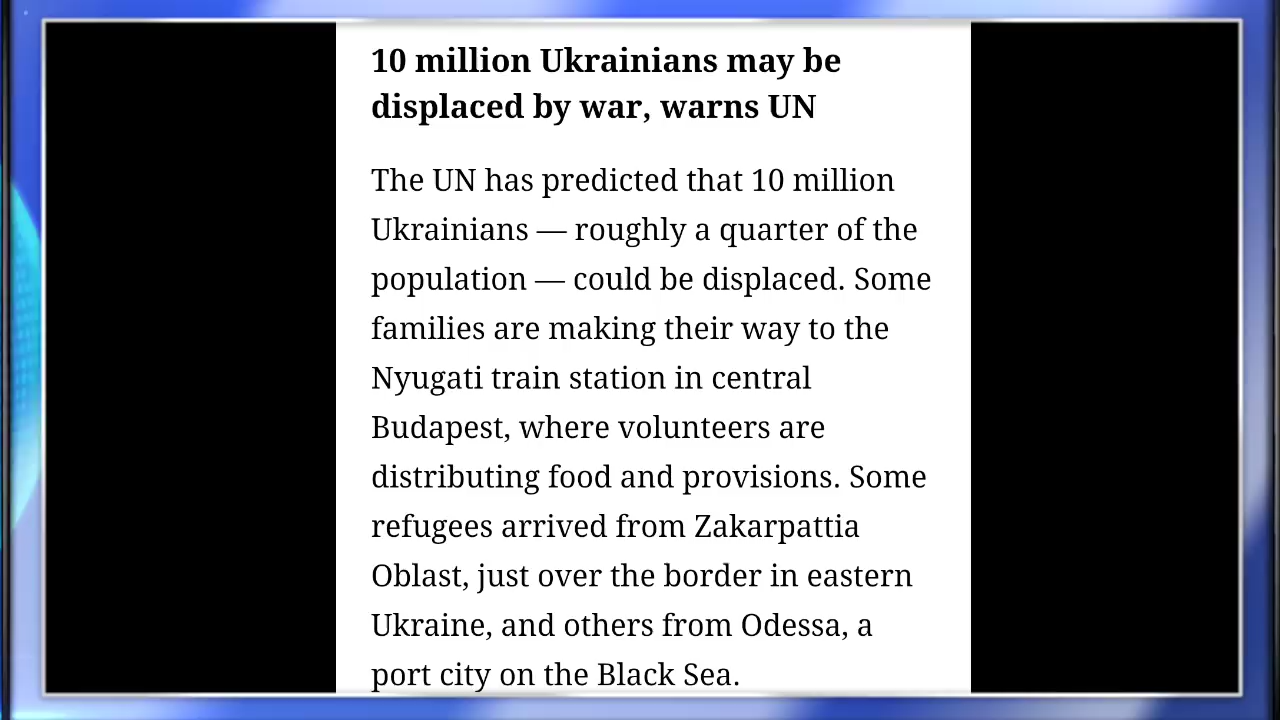 10 million Ukrainians may be
displaced by war, warns UN
The UN has predicted that 10 million
Ukrainians — roughly a quarter of the
population — could be displaced. Some
families are making their way to the
Nyugati train station in central
Budapest, where volunteers are
distributing food and provisions. Some
refugees arrived from Zakarpattia
Oblast, just over the border in eastern
Ukraine, and others from Odessa, a
port city on the Black Sea.